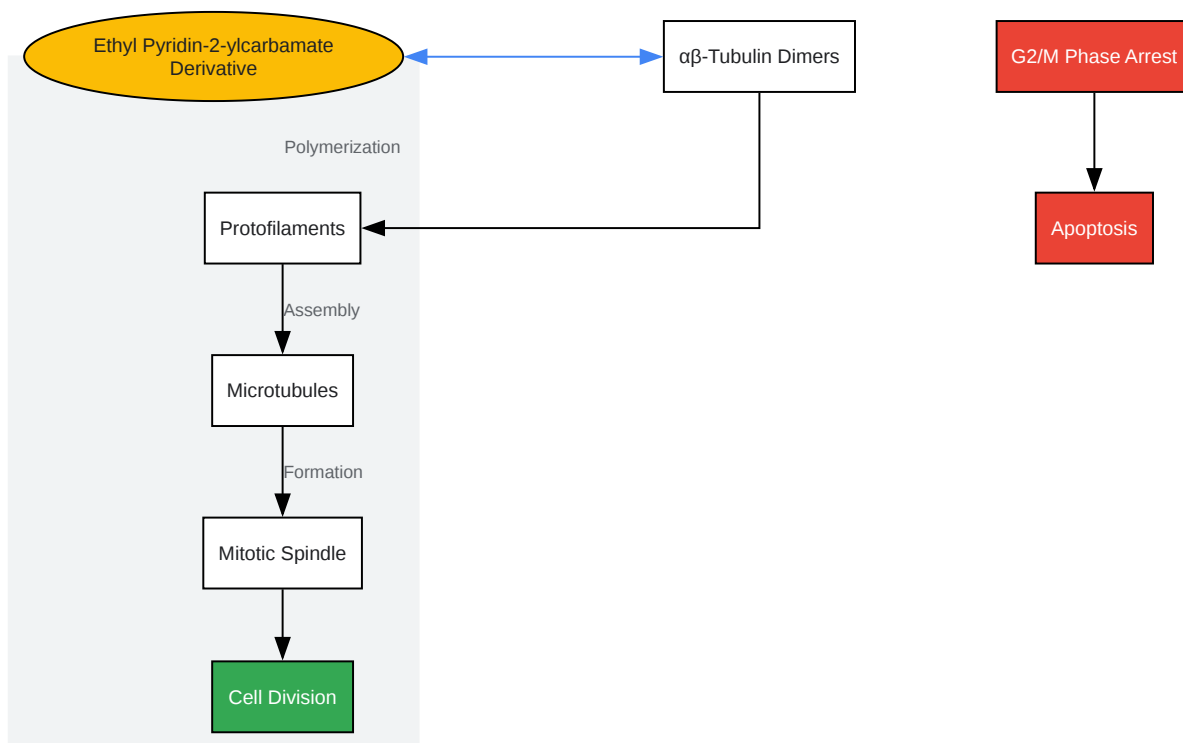 Ethyl Pyridin-2-ylcarbamate
Derivative
αβ-Tubulin Dimers
G2/M Phase Arrest
Polymerization
Protofilaments
Apoptosis
Assembly
Microtubules
Formation
Mitotic Spindle
Cell Division